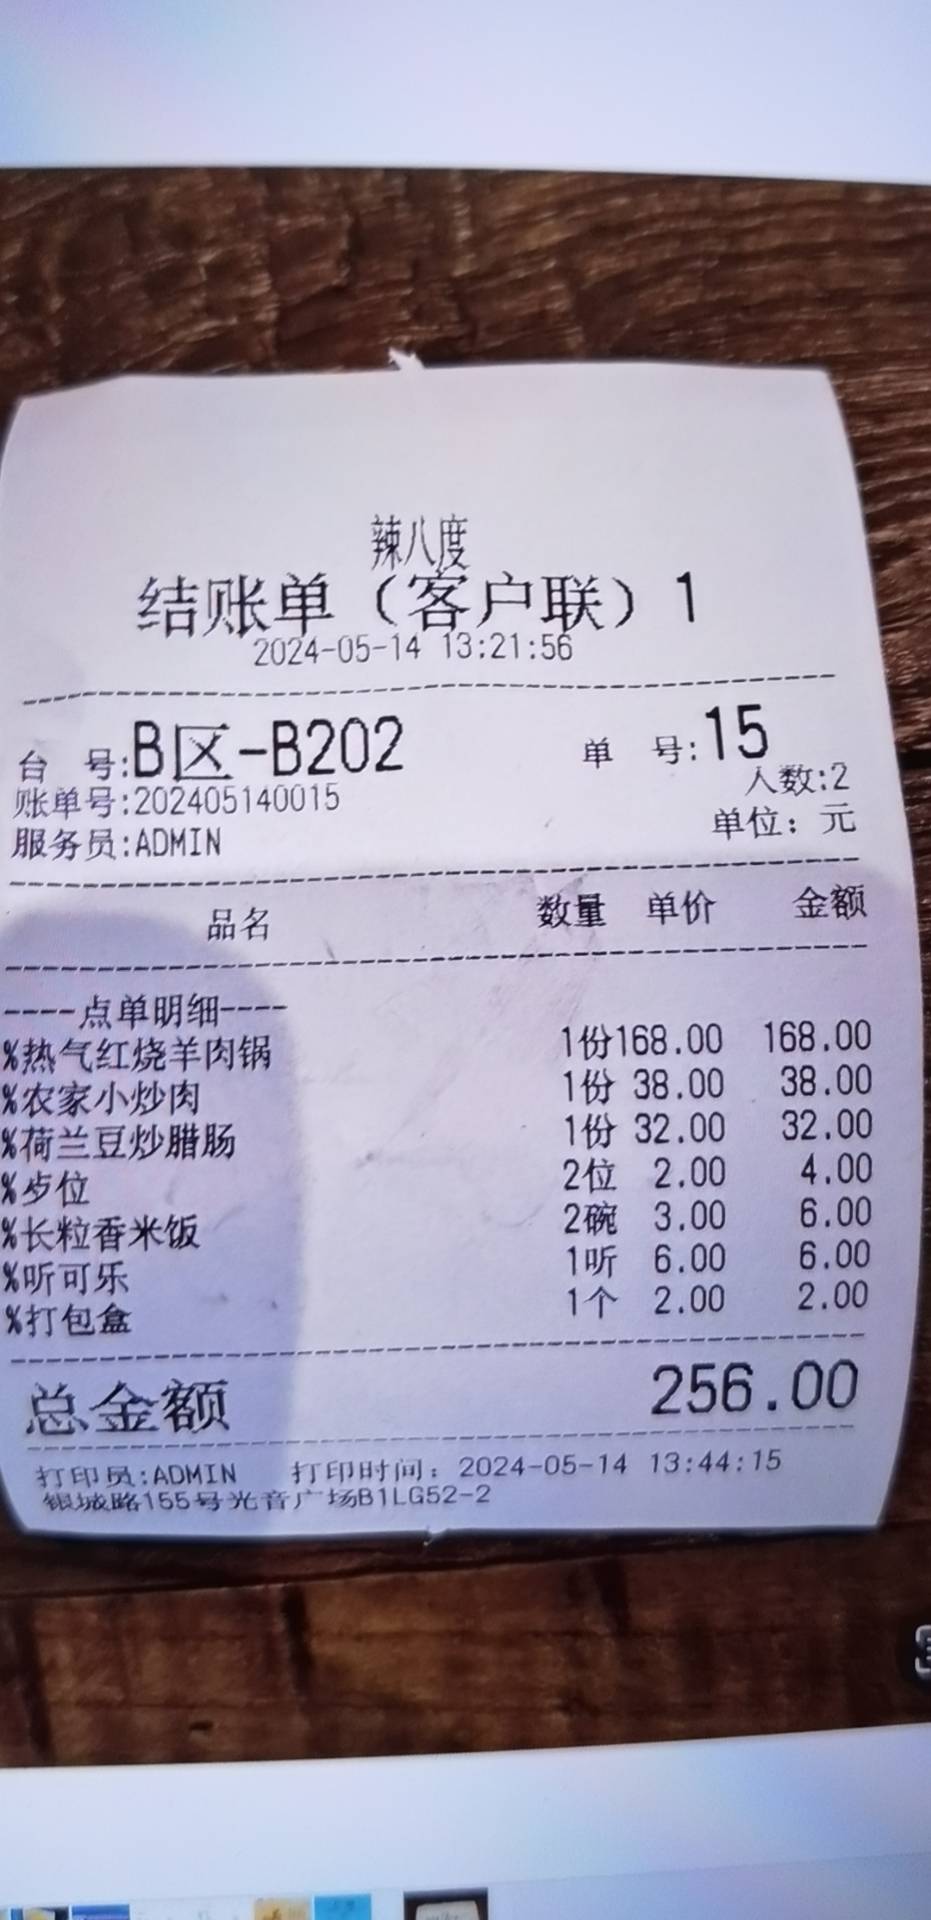 辣八度
结账单（客户联）1
2024-05-14 13:21:56
台 号:B区-B202 单 号:15
人数:2
账单号:202405140015
单位：元
服务员:ADMIN
品名 数量 单价 金额
----点单明细----
%热气红烧羊肉锅 1份 168.00 168.00
%农家小炒肉 1份 38.00 38.00
%荷兰豆炒腊肠 1份 32.00 32.00
%歺位 2位 2.00 4.00
%长粒香米饭 2碗 3.00 6.00
%听可乐 1听 6.00 6.00
%打包盒 1个 2.00 2.00
总金额 256.00
打印员:ADMIN 打印时间：2024-05-14 13:44:15
银城路155号光音广场B1LG52-2